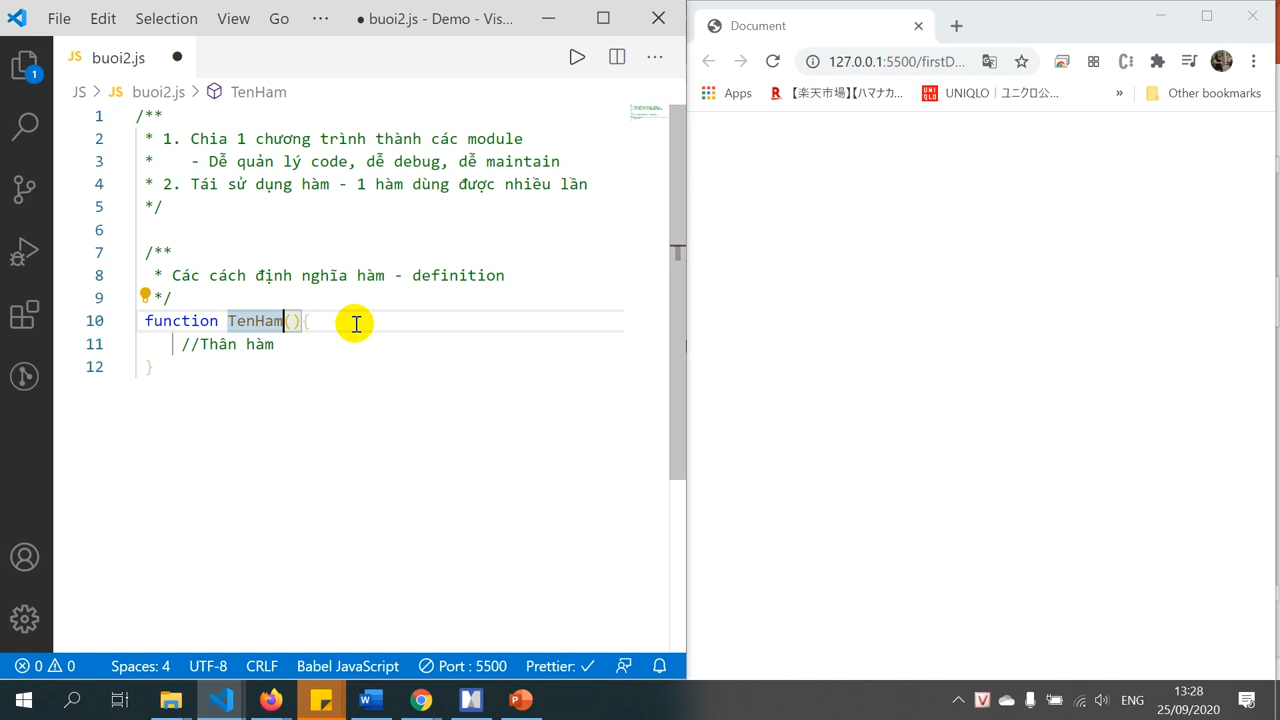 File Edit Selection View Go ··· ● buoi2.js - Demo - Vis...
JS buoi2.js ●
JS > JS buoi2.js > TenHam
1 /**
2 * 1. Chia 1 chương trình thành các module
3 * - Dễ quản lý code, dễ debug, dễ maintain
4 * 2. Tái sử dụng hàm - 1 hàm dùng được nhiều lần
5 */
6
7 /**
8 * Các cách định nghĩa hàm - definition
9 */
10 function TenHam(){
11 //Thân hàm
12 }
1
0 0 Spaces: 4 UTF-8 CRLF Babel JavaScript Port : 5500 Prettier: ✓
Document
127.0.0.1:5500/firstD...
Apps 【楽天市場】【ハマナカ... UNIQLO | ユニクロ公... » Other bookmarks
ENG 13:28
25/09/2020